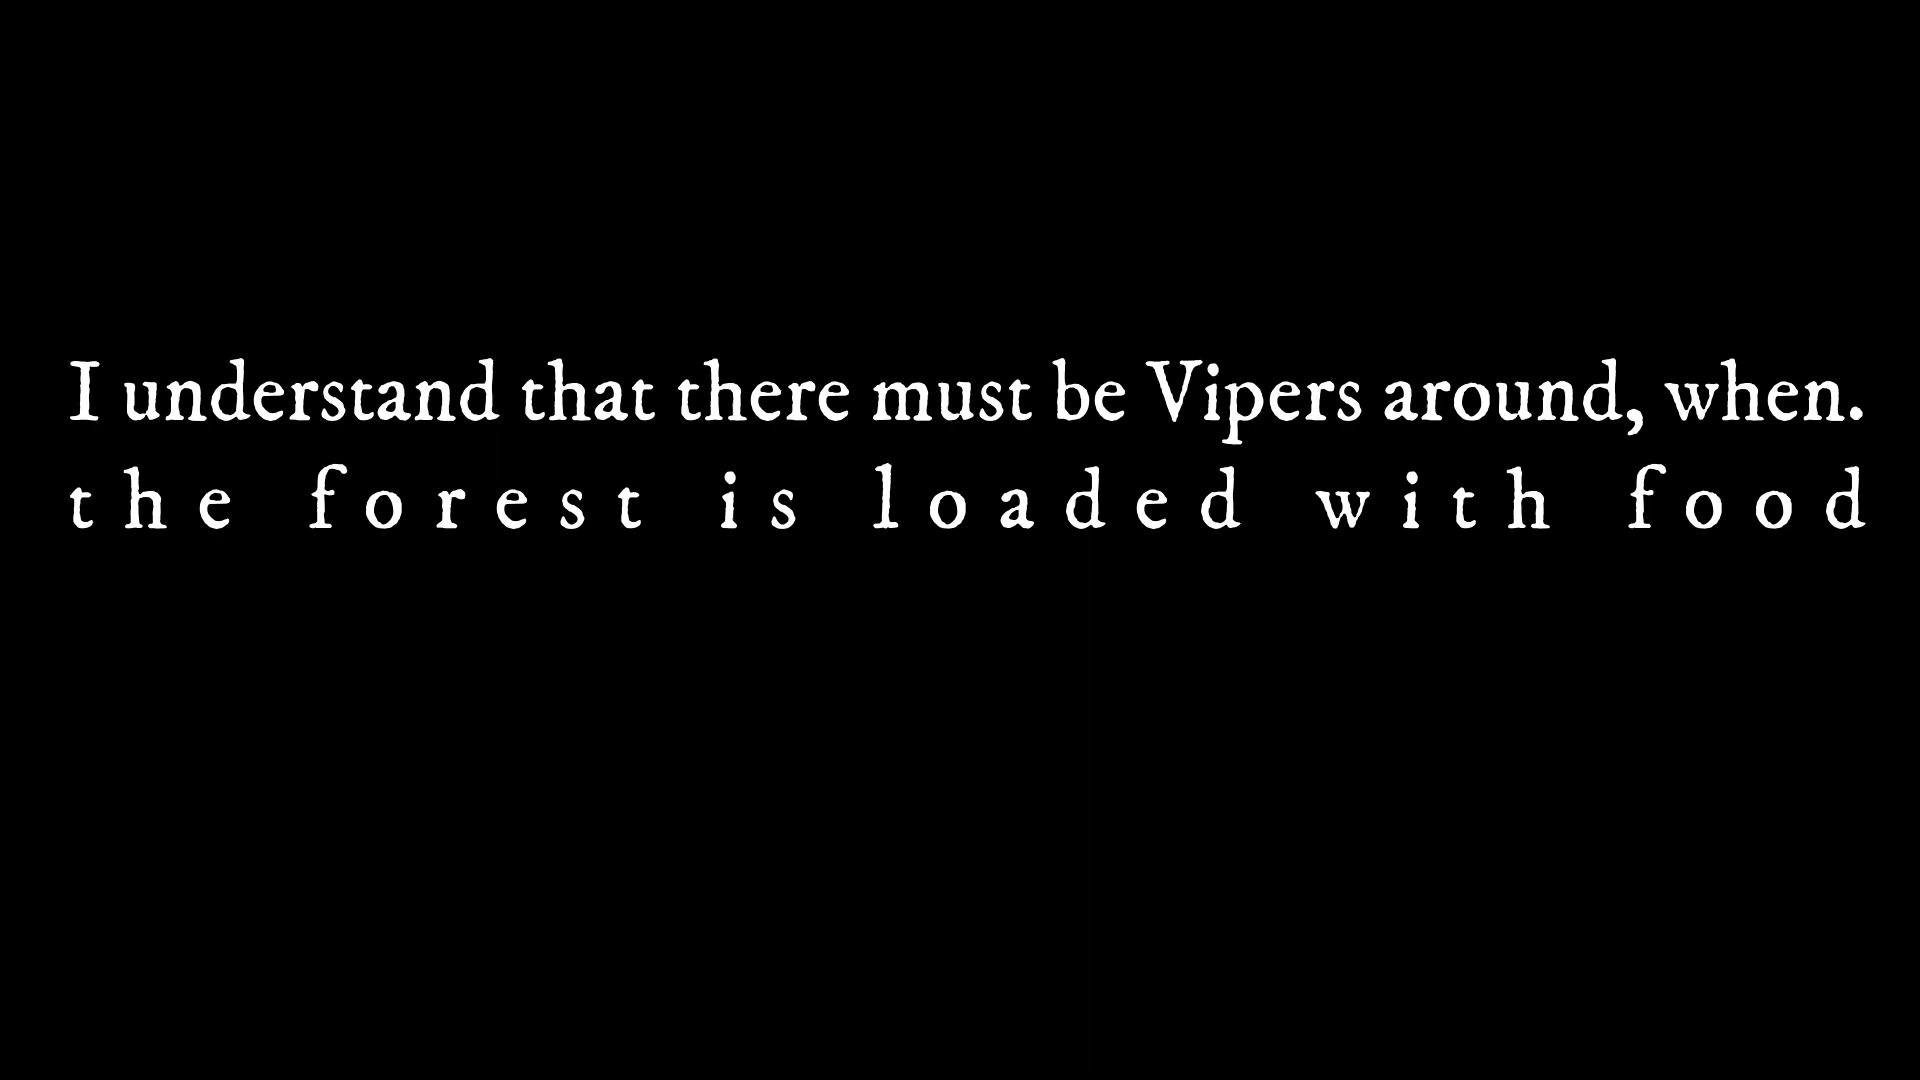 I understand that there must be Vipers around, when.
the forest is loaded with food